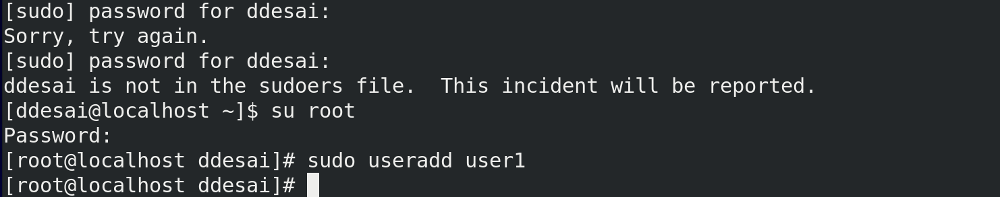 [sudo] password for ddesai:
Sorry, try again.
[sudo] password for ddesai:
ddesai is not in the sudoers file.  This incident will be reported.
[ddesai@localhost ~]$ su root
Password:
[root@localhost ddesai]# sudo useradd user1
[root@localhost ddesai]#